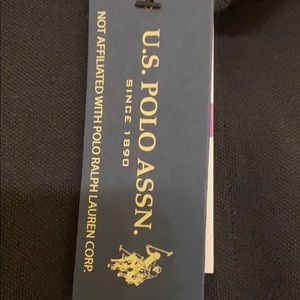 U.S. POLO ASSN.
SINCE 1890
NOT AFFILIATED WITH POLO RALPH LAUREN CORP.